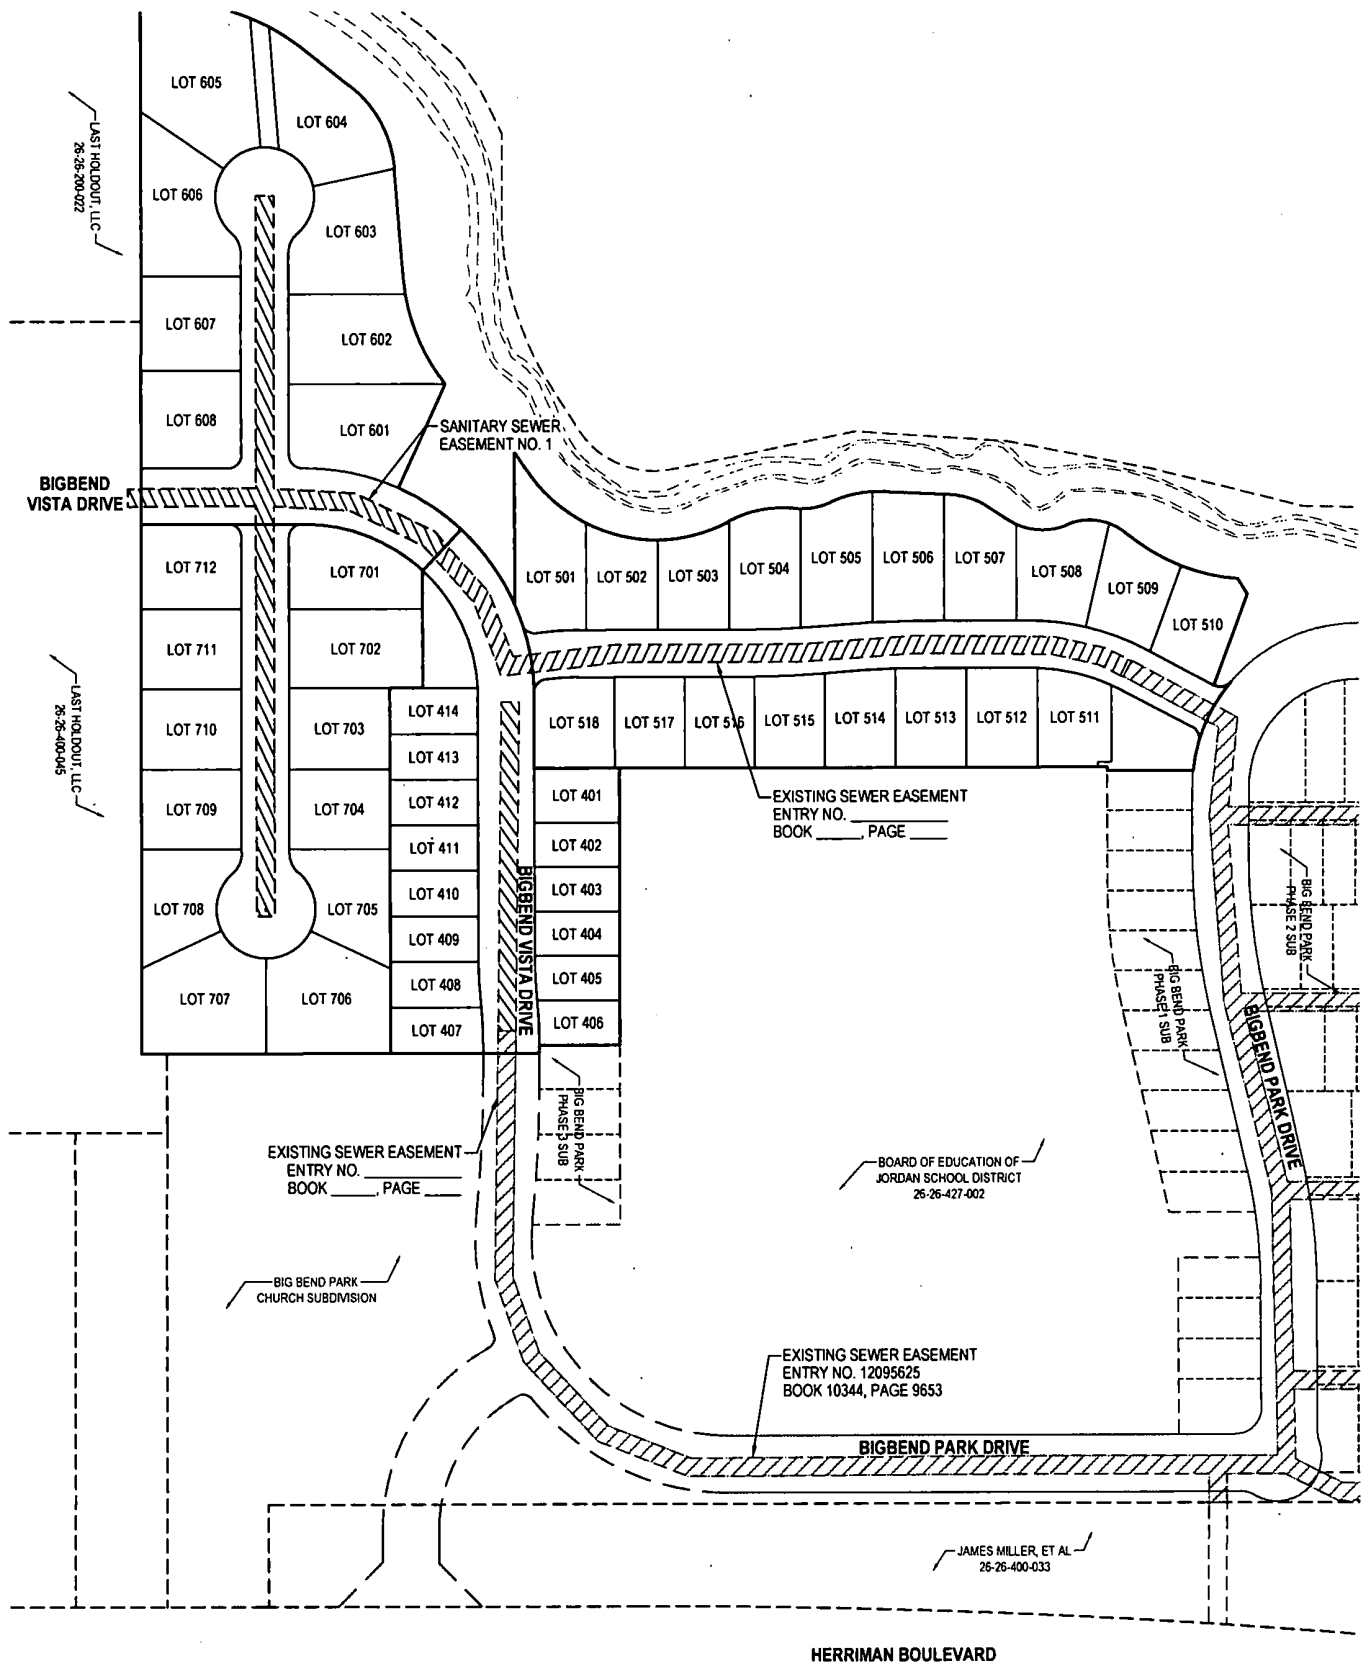 LOT 605
LOT 604
LAST HOLDOUT, LLC
26-26-200-022
LOT 606
LOT 603
LOT 607
LOT 602
LOT 608
LOT 601
SANITARY SEWER
EASEMENT NO. 1
BIGBEND
VISTA DRIVE
LOT 712
LOT 701
LOT 501
LOT 502
LOT 503
LOT 504
LOT 505
LOT 506
LOT 507
LOT 508
LOT 509
LOT 510
LOT 711
LOT 702
LAST HOLDOUT, LLC
26-26-400-045
LOT 710
LOT 703
LOT 414
LOT 518
LOT 517
LOT 516
LOT 515
LOT 514
LOT 513
LOT 512
LOT 511
LOT 413
LOT 709
LOT 704
LOT 412
LOT 401
EXISTING SEWER EASEMENT
ENTRY NO. __________
BOOK _____, PAGE _____
LOT 411
LOT 402
LOT 410
LOT 403
LOT 708
LOT 705
LOT 409
LOT 404
LOT 408
LOT 405
LOT 707
LOT 706
LOT 407
LOT 406
BIGBEND VISTA DRIVE
BIG BEND PARK
PHASE 2 SUB
BIG BEND PARK
PHASE 1 SUB
BIGBEND PARK DRIVE
BIG BEND PARK
PHASE 3 SUB
EXISTING SEWER EASEMENT
ENTRY NO. __________
BOOK _____, PAGE _____
BOARD OF EDUCATION OF
JORDAN SCHOOL DISTRICT
26-26-427-002
BIG BEND PARK
CHURCH SUBDIVISION
EXISTING SEWER EASEMENT
ENTRY NO. 12095625
BOOK 10344, PAGE 9653
BIGBEND PARK DRIVE
JAMES MILLER, ET AL
26-26-400-033
HERRIMAN BOULEVARD